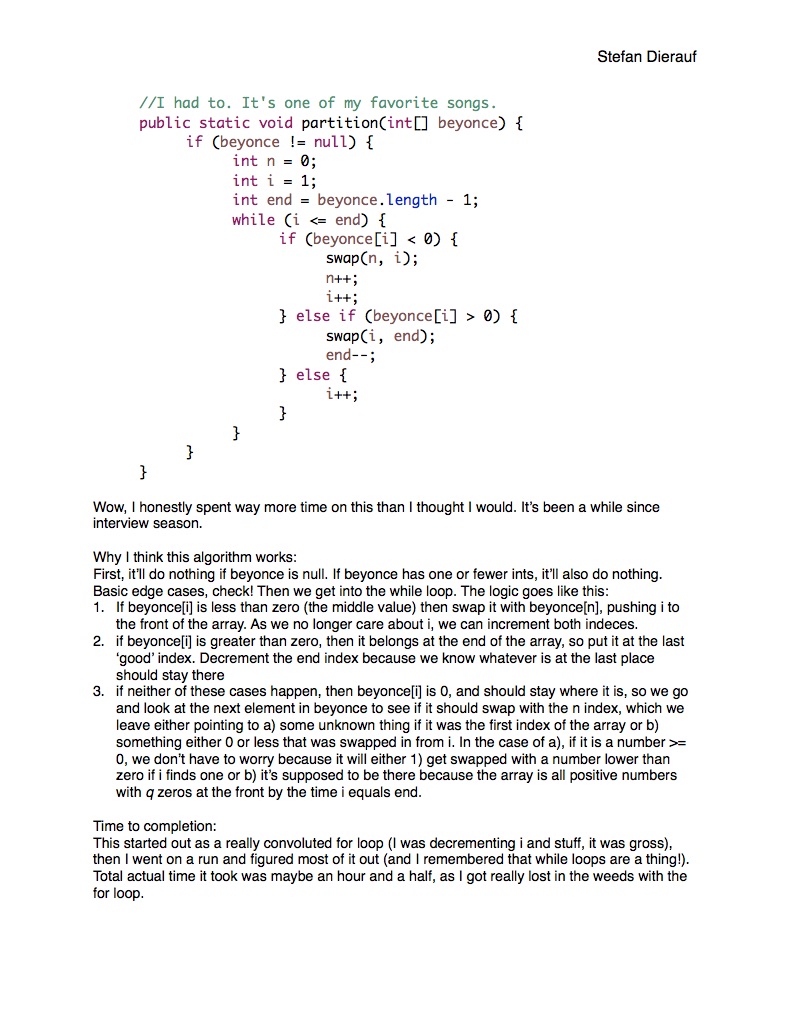 Stefan Dierauf
//I had to. It's one of my favorite songs.
public static void partition(int[] beyonce) {
if (beyonce != null) {
int n = 0;
int i = 1;
int end = beyonce.length - 1;
while (i <= end) {
if (beyonce[i] < 0) {
swap(n, i);
n++;
i++;
} else if (beyonce[i] > 0) {
swap(i, end);
end--;
} else {
i++;
}
}
}
}
Wow, I honestly spent way more time on this than I thought I would. It's been a while since
interview season.
Why I think this algorithm works:
First, it'll do nothing if beyonce is null. If beyonce has one or fewer ints, it'll also do nothing.
Basic edge cases, check! Then we get into the while loop. The logic goes like this:
1. If beyonce[i] is less than zero (the middle value) then swap it with beyonce[n], pushing i to
the front of the array. As we no longer care about i, we can increment both indeces.
2. if beyonce[i] is greater than zero, then it belongs at the end of the array, so put it at the last
'good' index. Decrement the end index because we know whatever is at the last place
should stay there
3. if neither of these cases happen, then beyonce[i] is 0, and should stay where it is, so we go
and look at the next element in beyonce to see if it should swap with the n index, which we
leave either pointing to a) some unknown thing if it was the first index of the array or b)
something either 0 or less that was swapped in from i. In the case of a), if it is a number >=
0, we don't have to worry because it will either 1) get swapped with a number lower than
zero if i finds one or b) it's supposed to be there because the array is all positive numbers
with q zeros at the front by the time i equals end.
Time to completion:
This started out as a really convoluted for loop (I was decrementing i and stuff, it was gross),
then I went on a run and figured most of it out (and I remembered that while loops are a thing!).
Total actual time it took was maybe an hour and a half, as I got really lost in the weeds with the
for loop.